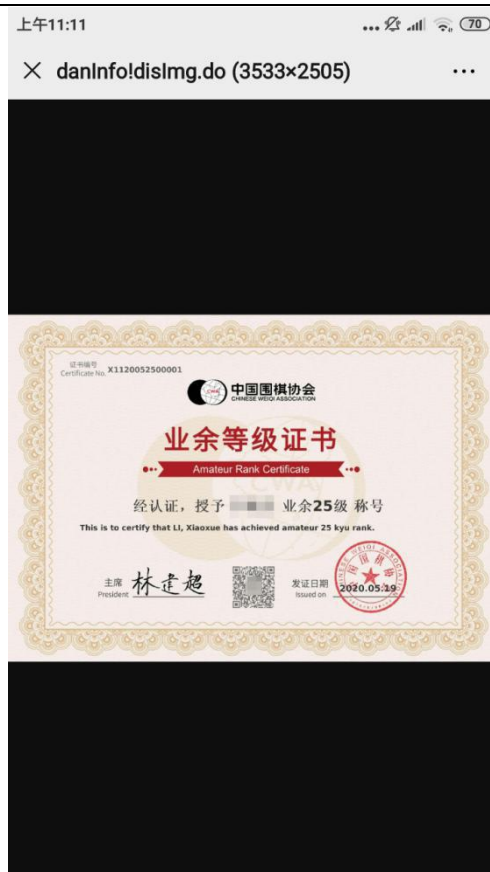 上午11:11
70
danInfo!disImg.do (3533×2505)
证书编号
Certificate No. X1120052500001
中国围棋协会
CHINESE WEIQI ASSOCIATION
业余等级证书
Amateur Rank Certificate
经认证，授予 业余25级 称号
This is to certify that LI, Xiaoxue has achieved amateur 25 kyu rank.
主席
President
林建超
发证日期
Issued on
2020.05.19